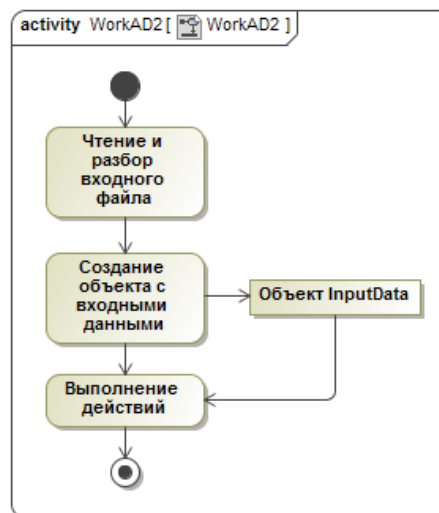 activity WorkAD2 [ WorkAD2 ]
Чтение и
разбор
входного
файла
Создание
объекта с
входными
данными
Объект InputData
Выполнение
действий